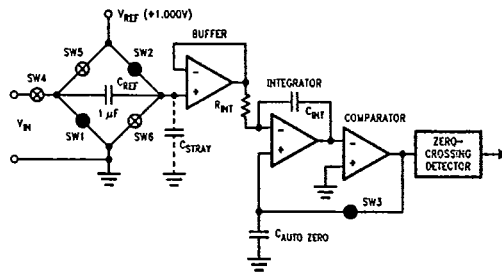 VREF (+1.000V)
BUFFER
SW5
SW2
SW4
CREF
1 µF
RINT
INTEGRATOR
CINT
COMPARATOR
VIN
SW1
SW6
CSTRAY
ZERO-
CROSSING
DETECTOR
SW3
CAUTO ZERO